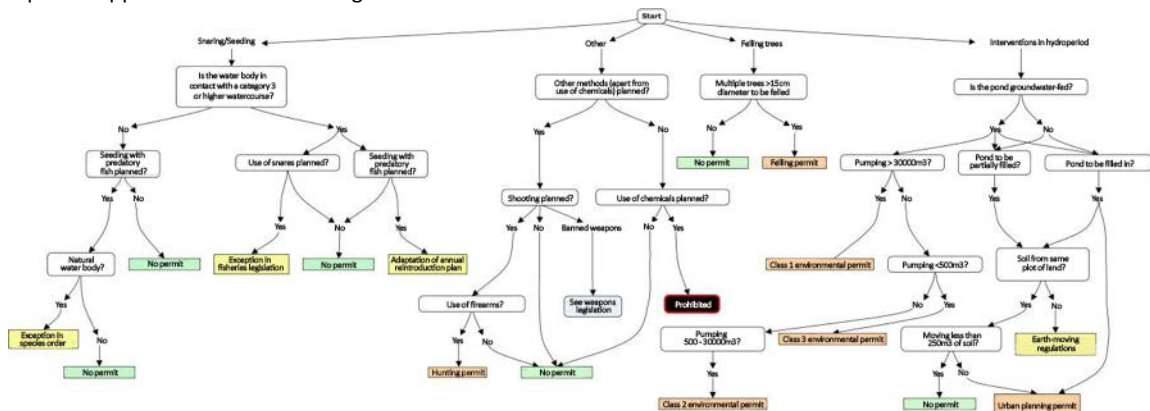 Start
Snaring/Seeding
Other
Felling trees
Interventions in hydroperiod
Is the water body in
contact with a category 3
or higher watercourse?
Other methods (apart from
use of chemicals) planned?
Multiple trees >15cm
diameter to be felled
Is the pond groundwater-fed?
No
Yes
Yes
No
No
Yes
Yes
No
Seeding with
predatory
fish planned?
Use of snares planned?
Seeding with
predatory
fish planned?
No permit
Felling permit
Pumping > 30000m3?
Pond to be
partially filled?
Pond to be filled in?
Shooting planned?
Use of chemicals planned?
Yes
No
Yes
No
Yes
Yes
No
Banned weapons
No
Yes
Yes
No
Yes
Yes
Natural
water body?
No permit
Exception in
fisheries legislation
No permit
Adaptation of annual
reintroduction plan
Class 1 environmental permit
Pumping <500m3?
Soil from same
plot of land?
Use of firearms?
See weapons
legislation
Prohibited
Yes
No
No
Yes
Yes
No
Exception in
species order
No permit
Yes
No
Hunting permit
No permit
Pumping
500 - 30000m3?
Class 3 environmental permit
Moving less than
250m3 of soil?
Earth-moving
regulations
Yes
Yes
No
Class 2 environmental permit
No permit
Urban planning permit